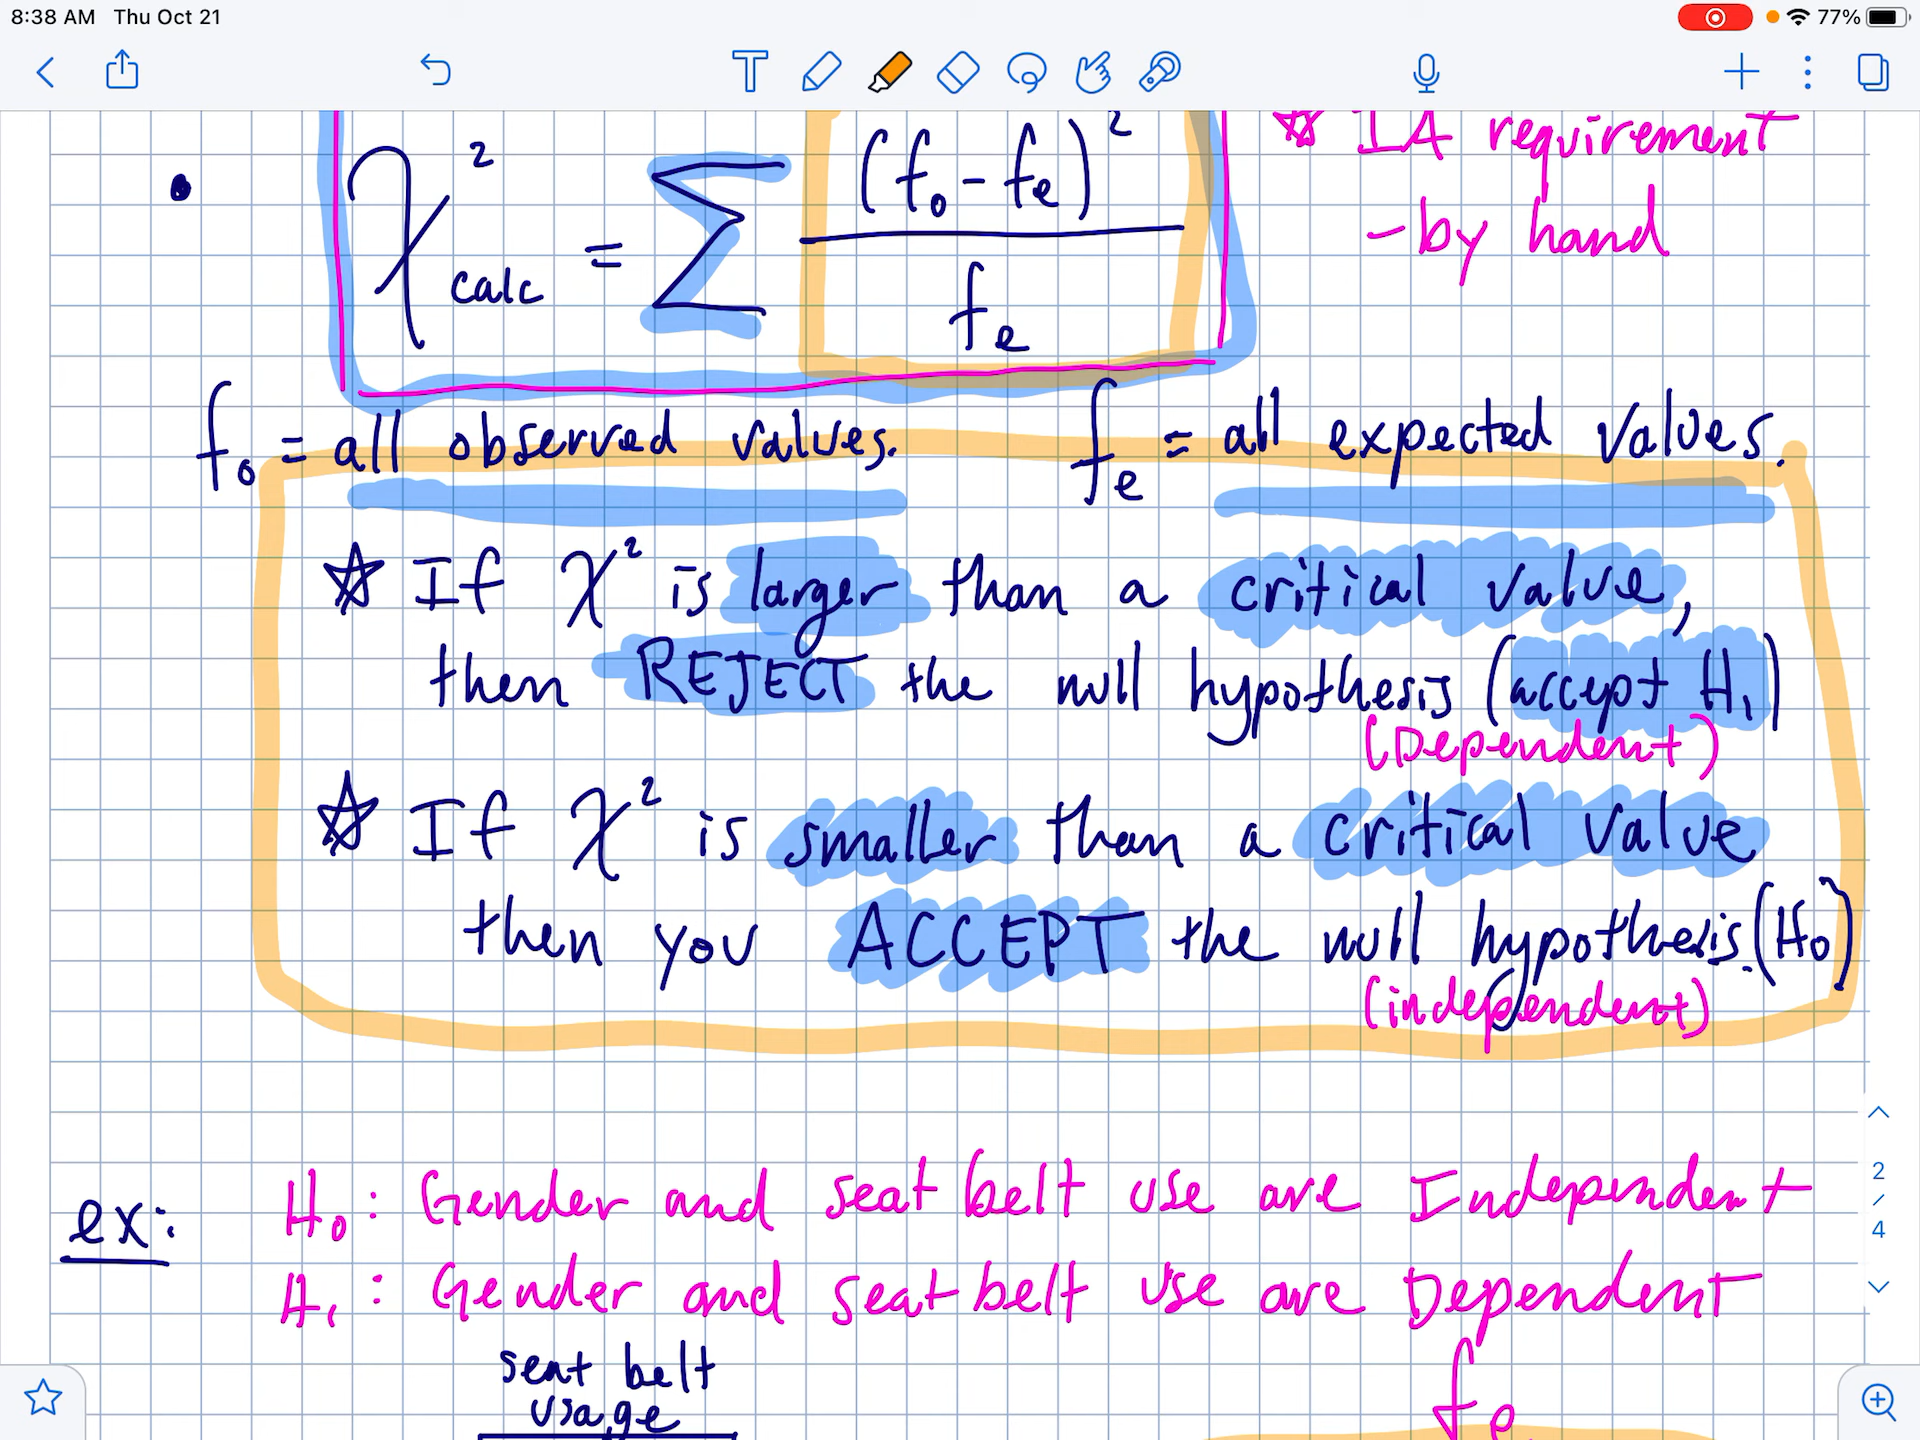 8:38 AM Thu Oct 21
77%
☆ IA requirement
- by hand
• χ² calc = Σ (fo - fe)² / fe
fo = all observed values. fe = all expected values.
☆ If χ² is larger than a critical value,
then REJECT the null hypothesis (accept H₁)
(Dependent)
☆ If χ² is smaller than a critical value
then you ACCEPT the null hypothesis. (H₀)
(independent)
ex: H₀: Gender and seat belt use are Independent
H₁: Gender and seat belt use are Dependent
seat belt
usage
fe
2
/
4